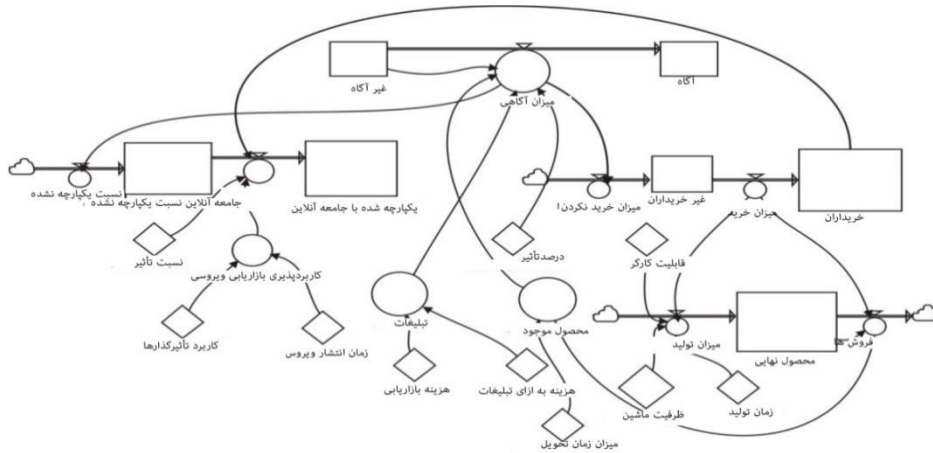 غیر آگاه
آگاه
میزان آگاهی
نسبت یکپارچه نشده
جامعه آنلاین نسبت یکپارچه نشده
یکپارچه شده با جامعه آنلاین
میزان خرید نکردن!
غیر خریداران
میزان خرید
خریداران
نسبت تأثیر
کاربردپذیری بازاریابی ویروسی
درصدتأثیر
قابلیت کارکر
کاربرد تأثیرگذارها
زمان انتشار ویروس
تبلیغات
محصول موجود
میزان تولید
محصول نهایی
فروش ها
هزینه بازاریابی
هزینه به ازای تبلیغات
میزان زمان تحویل
ظرفیت ماشین
زمان تولید